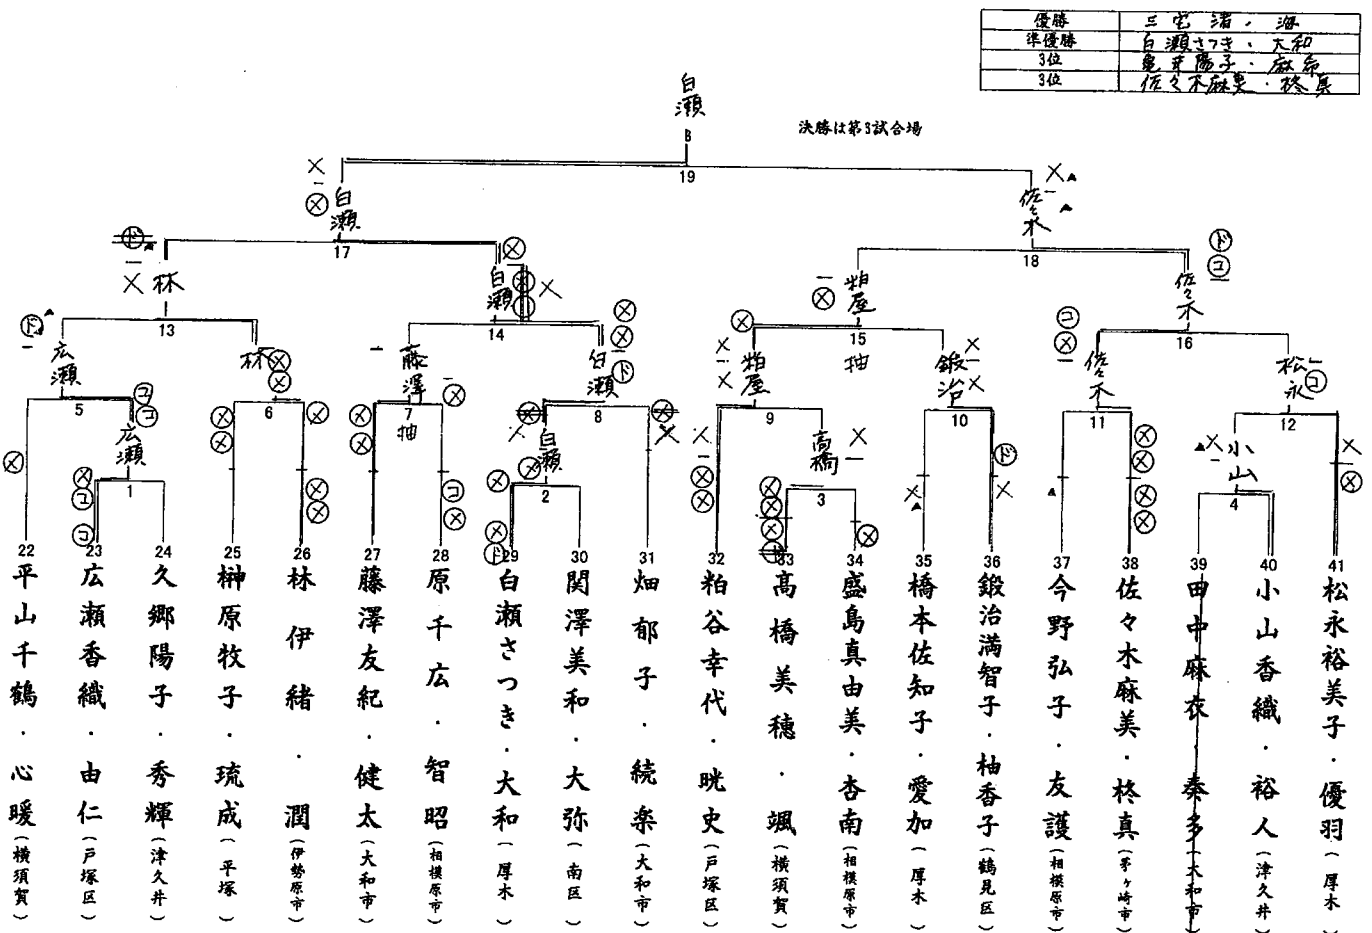 優勝 三宅 渚・海
準優勝 白瀬さつき・大和
3位 亀井陽子・麻希
3位 佐々木麻美・柊真
白瀬
B
決勝は第3試合場
19
白瀬
佐々木
17
18
林
白瀬
粕屋
佐々木
13
14
15
16
抽
広瀬
林
藤澤
白瀬
粕屋
鍛治
佐々木
松永
5
6
7
8
9
10
11
12
抽
広瀬
白瀬
高橋
小山
1
2
3
4
22 平山千鶴・心暖(横須賀)
23 広瀬香織・由仁(戸塚区)
24 久郷陽子・秀輝(津久井)
25 榊原牧子・琉成(平塚)
26 林伊緒・潤(伊勢原市)
27 藤澤友紀・健太(大和市)
28 原千広・智昭(相模原市)
29 白瀬さつき・大和(厚木)
30 関澤美和・大弥(南区)
31 畑郁子・続楽(大和市)
32 粕谷幸代・晄史(戸塚区)
33 高橋美穂・颯(横須賀)
34 盛島真由美・杏南(相模原市)
35 橋本佐知子・愛加(厚木)
36 鍛治満智子・柚香子(鶴見区)
37 今野弘子・友護(相模原市)
38 佐々木麻美・柊真(茅ヶ崎市)
39 田中麻衣・奏多(大和市)
40 小山香織・裕人(津久井)
41 松永裕美子・優羽(厚木)